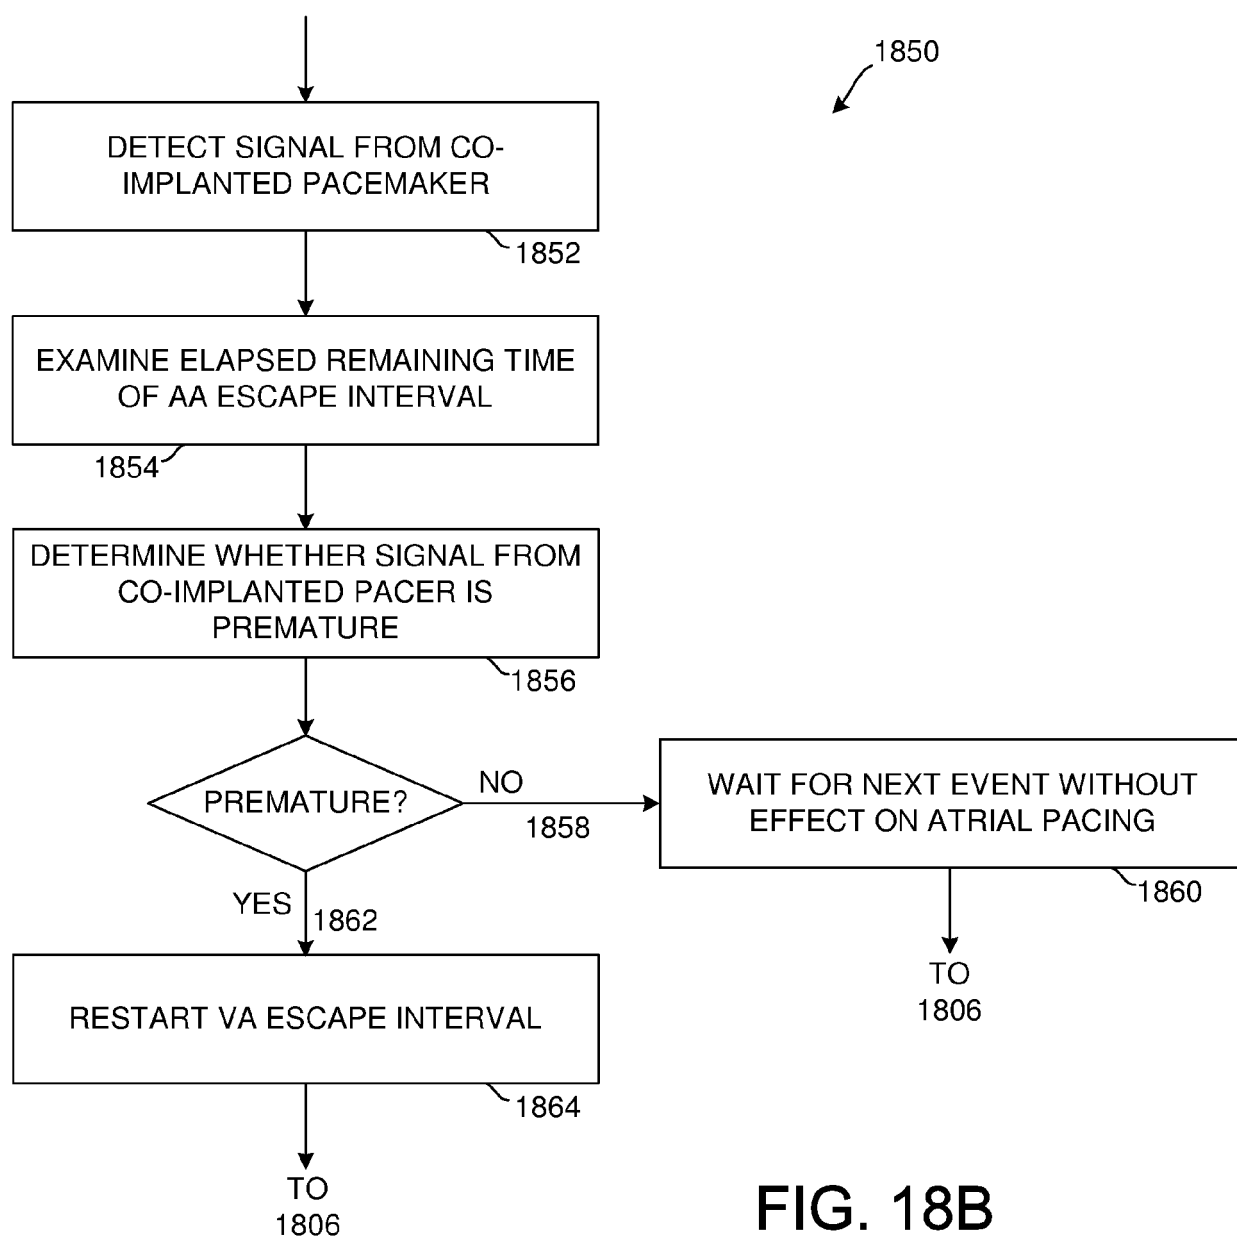 1850
DETECT SIGNAL FROM CO-
IMPLANTED PACEMAKER
1852
EXAMINE ELAPSED REMAINING TIME
OF AA ESCAPE INTERVAL
1854
DETERMINE WHETHER SIGNAL FROM
CO-IMPLANTED PACER IS
PREMATURE
1856
PREMATURE?
NO
1858
WAIT FOR NEXT EVENT WITHOUT
EFFECT ON ATRIAL PACING
1860
TO
1806
YES
1862
RESTART VA ESCAPE INTERVAL
1864
TO
1806
FIG. 18B